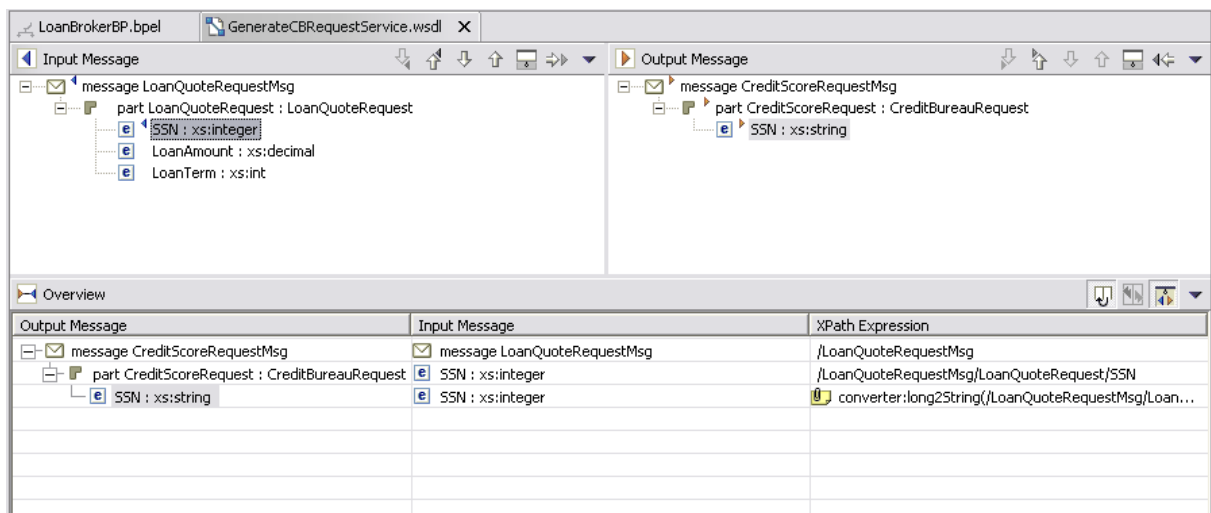 LoanBrokerBP.bpel GenerateCBRequestService.wsdl X
Input Message
message LoanQuoteRequestMsg
part LoanQuoteRequest : LoanQuoteRequest
e SSN : xs:integer
e LoanAmount : xs:decimal
e LoanTerm : xs:int
Output Message
message CreditScoreRequestMsg
part CreditScoreRequest : CreditBureauRequest
e SSN : xs:string
Overview
Output Message Input Message XPath Expression
message CreditScoreRequestMsg message LoanQuoteRequestMsg /LoanQuoteRequestMsg
part CreditScoreRequest : CreditBureauRequest e SSN : xs:integer /LoanQuoteRequestMsg/LoanQuoteRequest/SSN
e SSN : xs:string e SSN : xs:integer converter:long2String(/LoanQuoteRequestMsg/Loan...